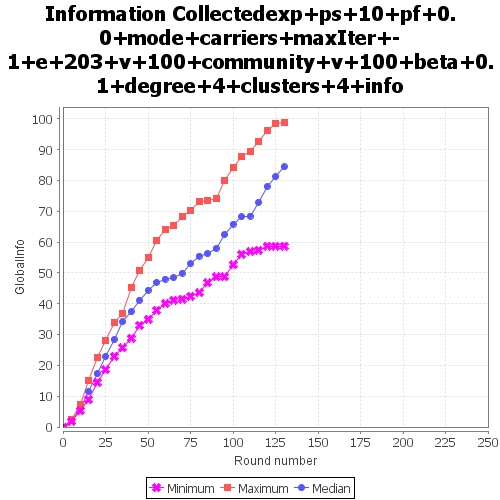 Information Collectedexp+ps+10+pf+0.
0+mode+carriers+maxIter+-
1+e+203+v+100+community+v+100+beta+0.
1+degree+4+clusters+4+info
100
90
80
70
60
50
40
30
20
10
0
GlobalInfo
0 25 50 75 100 125 150 175 200 225 250
Round number
Minimum Maximum Median